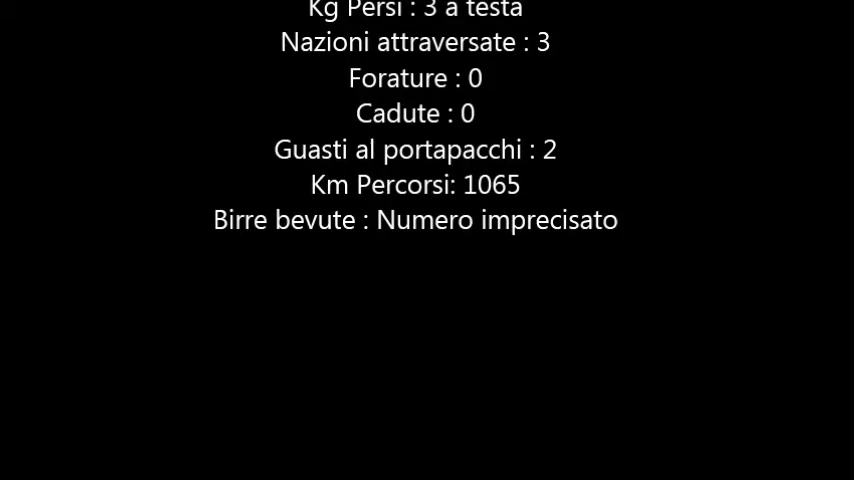 Kg Persi : 3 a testa
Nazioni attraversate : 3
Forature : 0
Cadute : 0
Guasti al portapacchi : 2
Km Percorsi: 1065
Birre bevute : Numero imprecisato